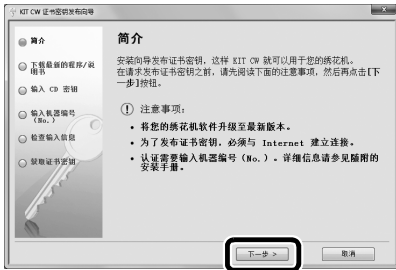 KIT CW 证书密钥发布向导
简介
下载最新的程序/说
明书
输入 CD 密钥
输入机器编号
(No.)
检查输入信息
获取证书密钥
简介
安装向导发布证书密钥，这样 KIT CW 就可以用于您的绣花机。
在请求发布证书密钥之前，请先阅读下面的注意事项，然后再点击[下
一步]按钮。
注意事项：
• 将您的绣花机软件升级至最新版本。
• 为了发布证书密钥，必须与 Internet 建立连接。
• 认证需要输入机器编号（No.）。详细信息请参见随附的
安装手册。
下一步 >
取消